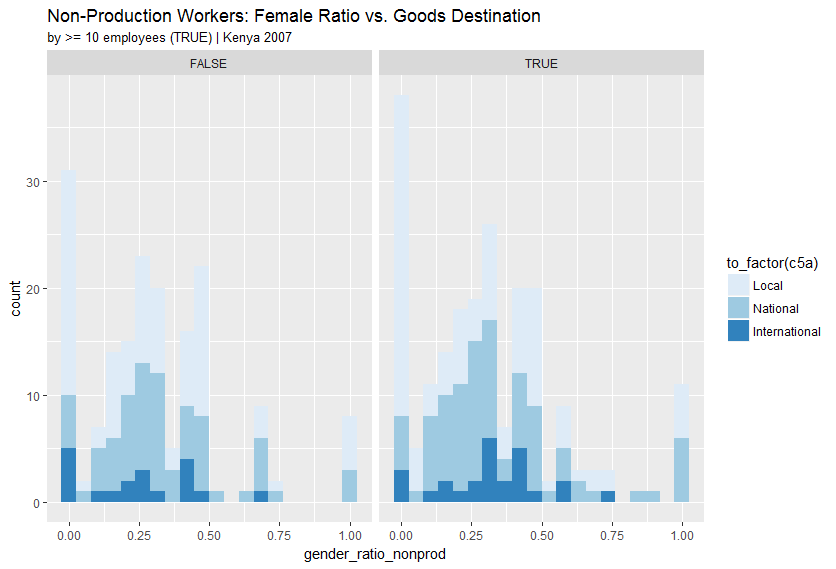 Non-Production Workers: Female Ratio vs. Goods Destination
by >= 10 employees (TRUE) | Kenya 2007
FALSE
TRUE
count
30
20
10
0
0.00
0.25
0.50
0.75
1.00
0.00
0.25
0.50
0.75
1.00
gender_ratio_nonprod
to_factor(c5a)
Local
National
International